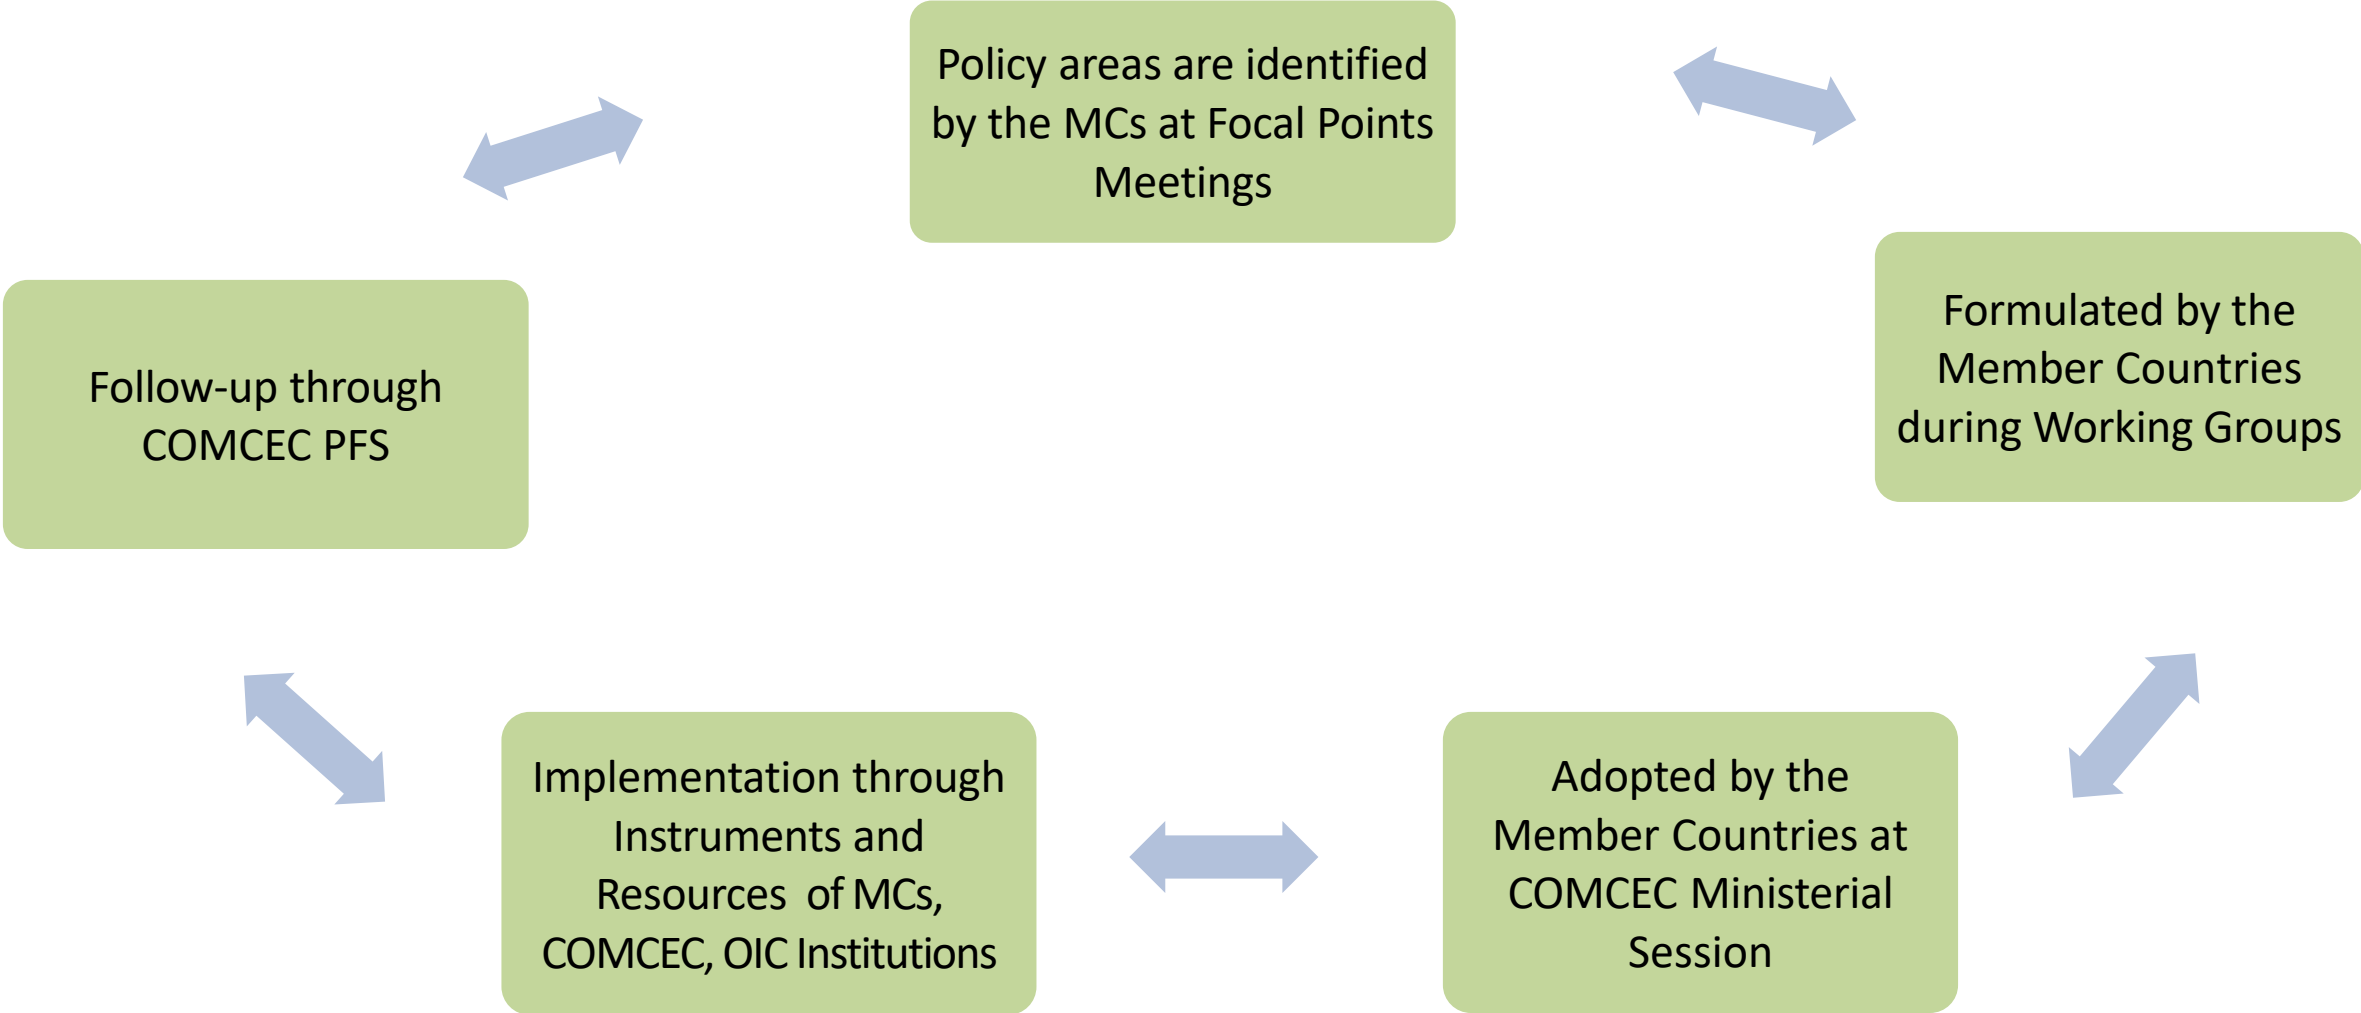 Policy areas are identified
by the MCs at Focal Points
Meetings
Formulated by the
Member Countries
during Working Groups
Follow-up through
COMCEC PFS
Implementation through
Instruments and
Resources of MCs,
COMCEC, OIC Institutions
Adopted by the
Member Countries at
COMCEC Ministerial
Session